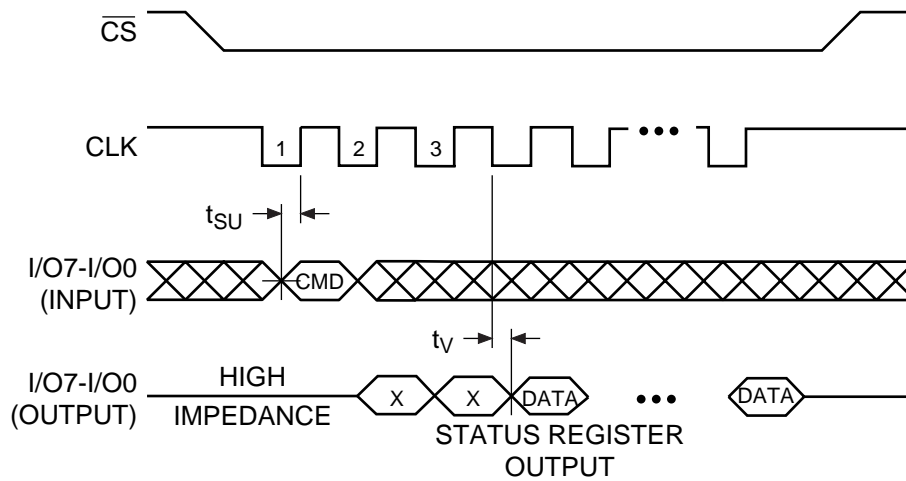 CS
CLK
1 2 3 •••
tSU
I/O7-I/O0
(INPUT)
CMD
tV
I/O7-I/O0
(OUTPUT)
HIGH
IMPEDANCE
X X DATA ••• DATA
STATUS REGISTER
OUTPUT